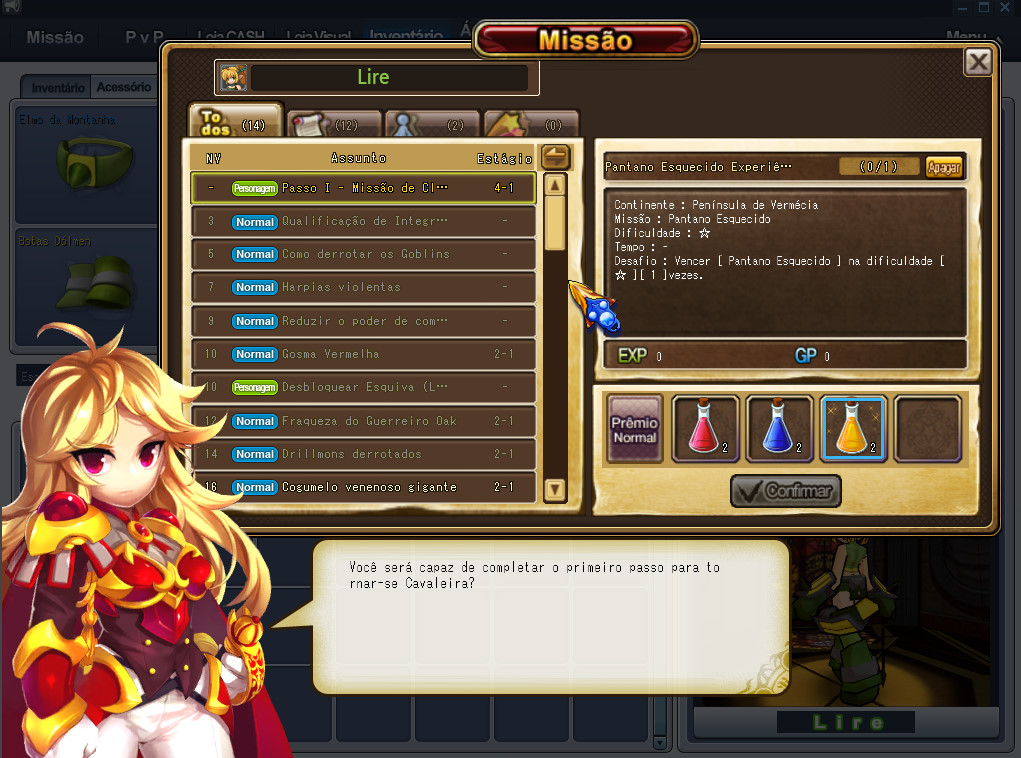 Missão
P v P
Loja CASH
Loja Visual
Inventário
Menu
Missão
Lire
Inventário
Acessório
Elmo da Montanha
Botas Dólmen
To
dos (14)
(12)
(2)
(0)
NV Assunto Estágio
- Personagem Passo I - Missão de Cl… 4-1
3 Normal Qualificação de Integr… -
5 Normal Como derrotar os Goblins -
7 Normal Harpias violentas -
9 Normal Reduzir o poder de com… -
10 Normal Gosma Vermelha 2-1
10 Personagem Desbloquear Esquiva (L… -
12 Normal Fraqueza do Guerreiro Oak 2-1
14 Normal Drillmons derrotados 2-1
16 Normal Cogumelo venenoso gigante 2-1
Pantano Esquecido Experiê… (0/1) Apagar
Continente : Península de Vermécia
Missão : Pantano Esquecido
Dificuldade : ☆
Tempo : -
Desafio : Vencer [ Pantano Esquecido ] na dificuldade [
☆ ][ 1 ]vezes.
EXP 0 GP 0
Prêmio
Normal
2
2
2
Confirmar
Você será capaz de completar o primeiro passo para to
rnar-se Cavaleira?
Lire